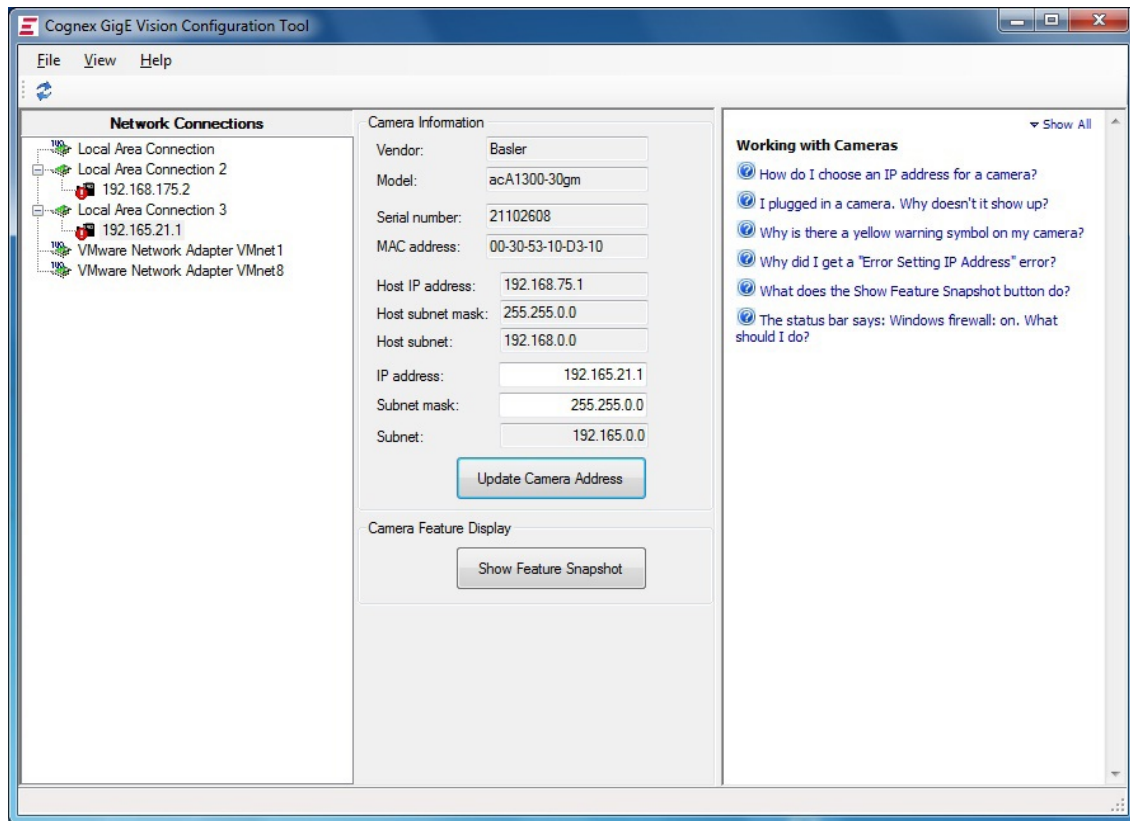 Cognex GigE Vision Configuration Tool
File View Help
Network Connections
Local Area Connection
Local Area Connection 2
192.168.175.2
Local Area Connection 3
192.165.21.1
VMware Network Adapter VMnet1
VMware Network Adapter VMnet8
Camera Information
Vendor: Basler
Model: acA1300-30gm
Serial number: 21102608
MAC address: 00-30-53-10-D3-10
Host IP address: 192.168.75.1
Host subnet mask: 255.255.0.0
Host subnet: 192.168.0.0
IP address: 192.165.21.1
Subnet mask: 255.255.0.0
Subnet: 192.165.0.0
Update Camera Address
Camera Feature Display
Show Feature Snapshot
Show All
Working with Cameras
How do I choose an IP address for a camera?
I plugged in a camera. Why doesn't it show up?
Why is there a yellow warning symbol on my camera?
Why did I get a "Error Setting IP Address" error?
What does the Show Feature Snapshot button do?
The status bar says: Windows firewall: on. What
should I do?